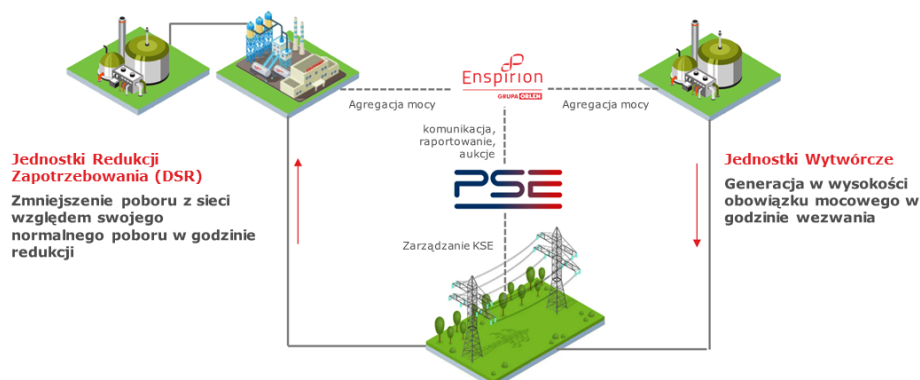 Enspirion
GRUPA ORLEN
Agregacja mocy
Agregacja mocy
komunikacja,
raportowanie,
aukcje
Jednostki Redukcji
Zapotrzebowania (DSR)
Zmniejszenie poboru z sieci
względem swojego
normalnego poboru w godzinie
redukcji
PSE
Jednostki Wytwórcze
Generacja w wysokości
obowiązku mocowego w
godzinie wezwania
Zarządzanie KSE